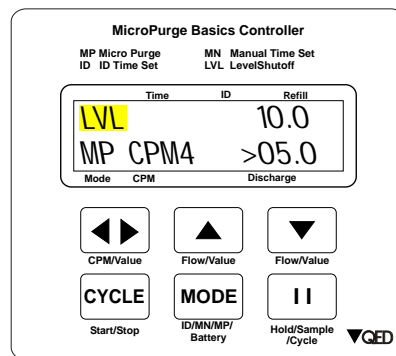 MicroPurge Basics Controller
MP Micro Purge MN Manual Time Set
ID ID Time Set LVL LevelShutoff
Time ID Refill
LVL 10.0
MP CPM4 >05.0
Mode CPM Discharge
CPM/Value Flow/Value Flow/Value
CYCLE MODE II
Start/Stop ID/MN/MP/ Hold/Sample
Battery /Cycle
QED